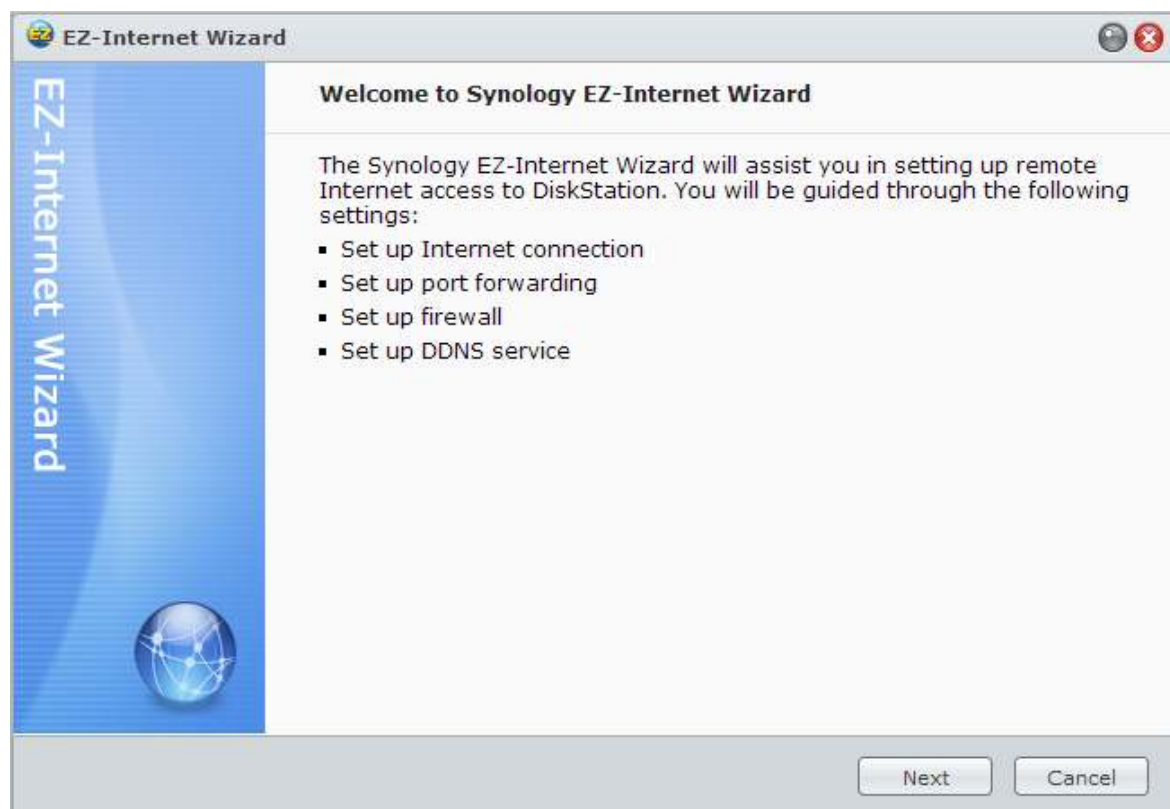 EZ-Internet Wizard
EZ-Internet Wizard
Welcome to Synology EZ-Internet Wizard
The Synology EZ-Internet Wizard will assist you in setting up remote
Internet access to DiskStation. You will be guided through the following
settings:
▪ Set up Internet connection
▪ Set up port forwarding
▪ Set up firewall
▪ Set up DDNS service
Next
Cancel